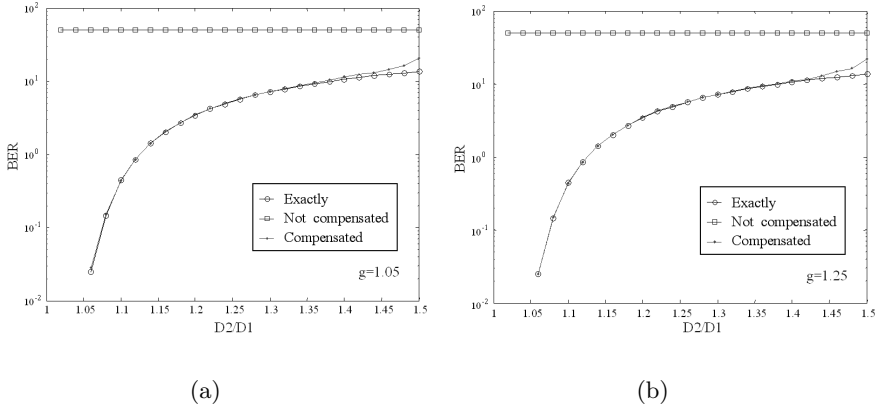 10^2
10^1
10^0
10^-1
10^-2
BER
1
1.05
1.1
1.15
1.2
1.25
1.3
1.35
1.4
1.45
1.5
D2/D1
Exactly
Not compensated
Compensated
g=1.05
(a)
10^2
10^1
10^0
10^-1
10^-2
BER
1
1.05
1.1
1.15
1.2
1.25
1.3
1.35
1.4
1.45
1.5
D2/D1
Exactly
Not compensated
Compensated
g=1.25
(b)